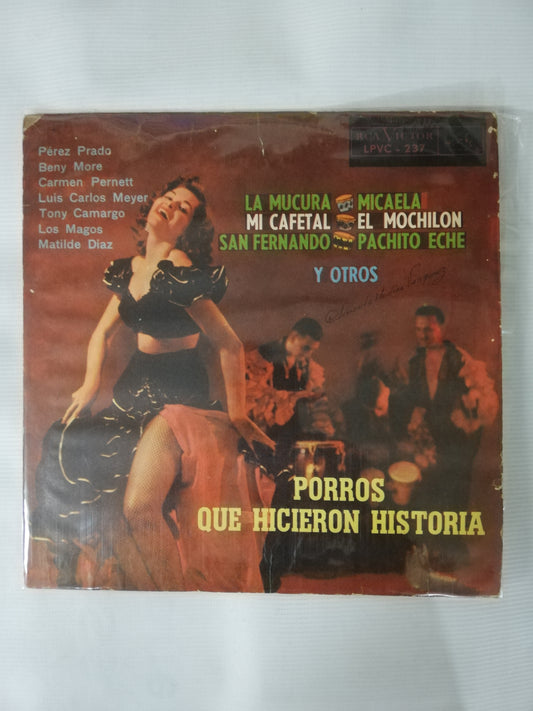 RCA VICTOR
LPVC - 237
Pérez Prado
Beny More
Carmen Pernett
Luis Carlos Meyer
Tony Camargo
Los Magos
Matilde Diaz
LA MUCURA MICAELA
MI CAFETAL EL MOCHILON
SAN FERNANDO PACHITO ECHE
Y OTROS
PORROS
QUE HICIERON HISTORIA